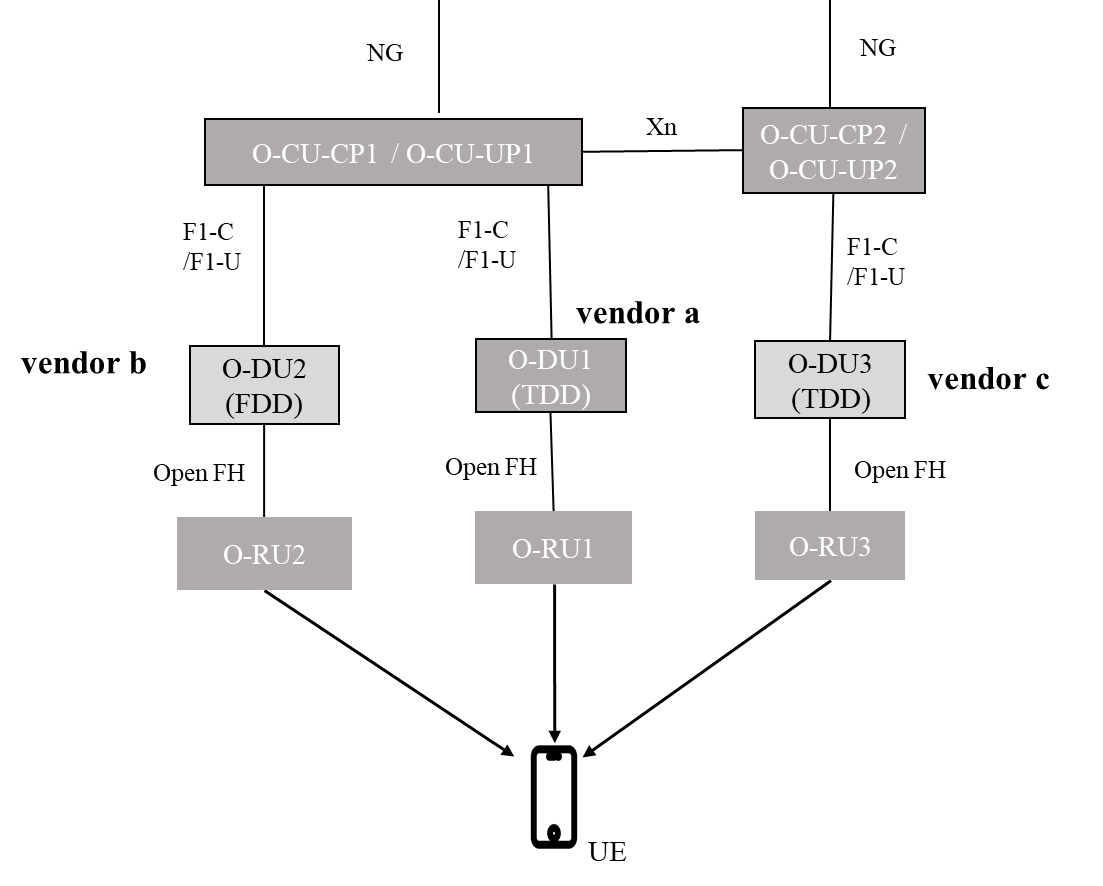 NG
NG
O-CU-CP1 / O-CU-UP1
Xn
O-CU-CP2 /
O-CU-UP2
F1-C
/F1-U
F1-C
/F1-U
F1-C
/F1-U
vendor a
vendor b
O-DU2
(FDD)
O-DU1
(TDD)
O-DU3
(TDD)
vendor c
Open FH
Open FH
Open FH
O-RU2
O-RU1
O-RU3
UE